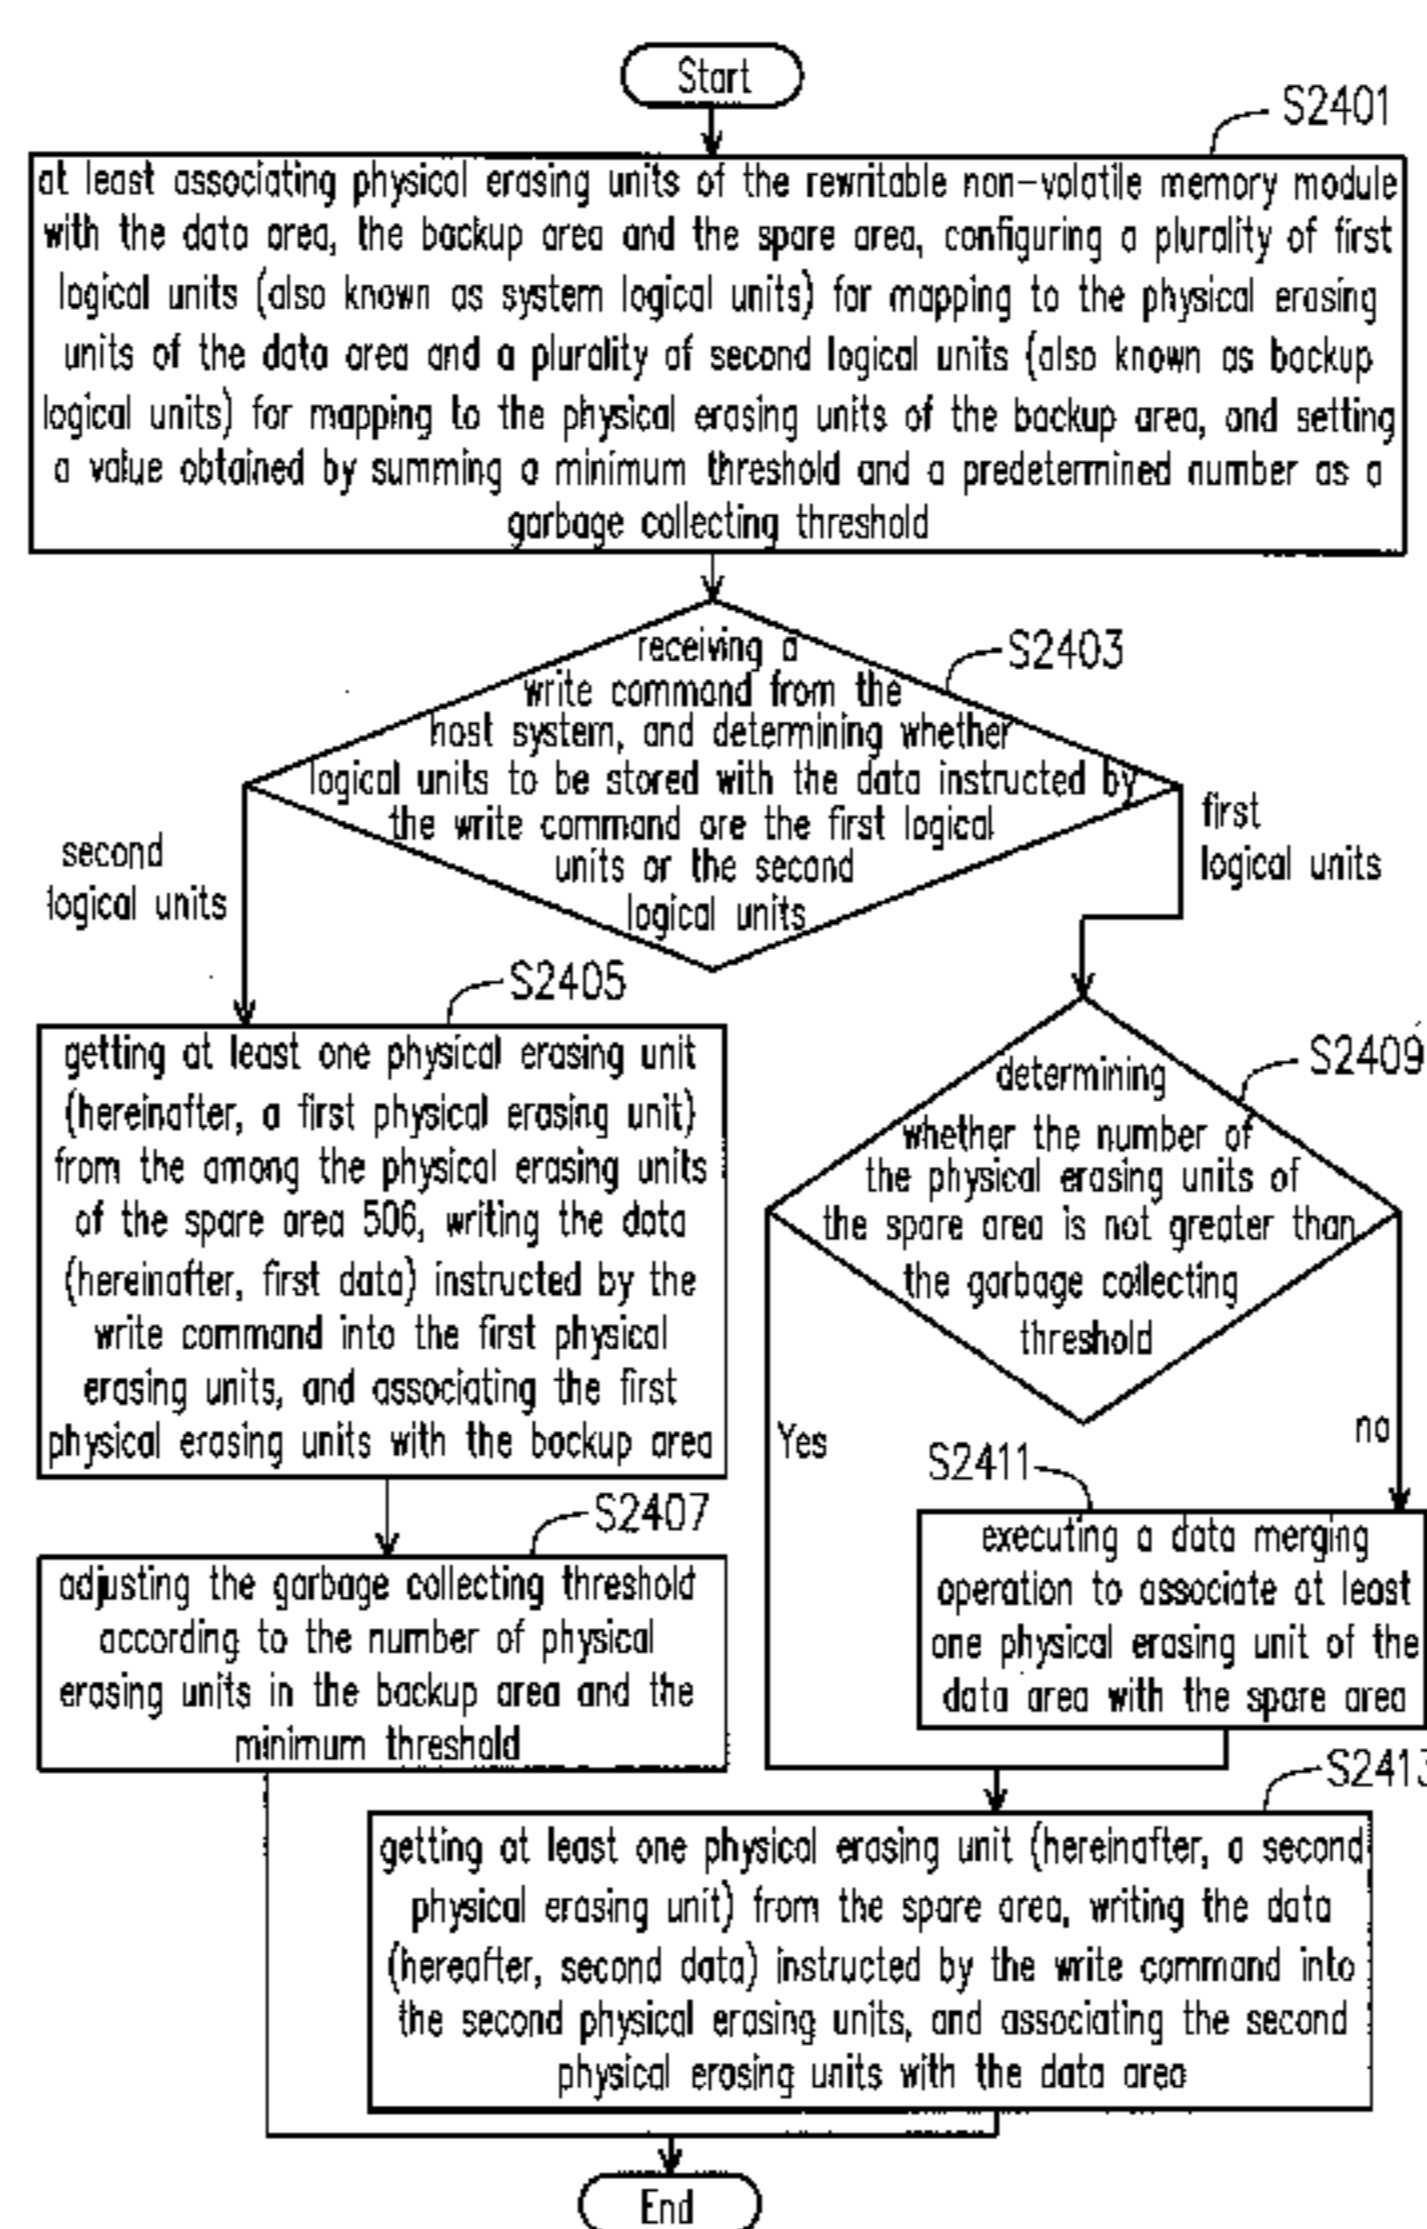 Start
S2401
at least associating physical erasing units of the rewritable non-volatile memory module
with the data area, the backup area and the spare area, configuring a plurality of first
logical units (also known as system logical units) for mapping to the physical erasing
units of the data area and a plurality of second logical units (also known as backup
logical units) for mapping to the physical erasing units of the backup area, and setting
a value obtained by summing a minimum threshold and a predetermined number as a
garbage collecting threshold
S2403
receiving a
write command from the
host system, and determining whether
logical units to be stored with the data instructed by
the write command are the first logical
units or the second
logical units
second
logical units
first
logical units
S2405
getting at least one physical erasing unit
(hereinafter, a first physical erasing unit)
from the among the physical erasing units
of the spare area 506, writing the data
(hereinafter, first data) instructed by the
write command into the first physical
erasing units, and associating the first
physical erasing units with the backup area
S2407
adjusting the garbage collecting threshold
according to the number of physical
erasing units in the backup area and the
minimum threshold
S2409
determining
whether the number of
the physical erasing units of
the spare area is not greater than
the garbage collecting
threshold
Yes
no
S2411
executing a data merging
operation to associate at least
one physical erasing unit of the
data area with the spare area
S2413
getting at least one physical erasing unit (hereinafter, a second
physical erasing unit) from the spare area, writing the data
(hereafter, second data) instructed by the write command into
the second physical erasing units, and associating the second
physical erasing units with the data area
End